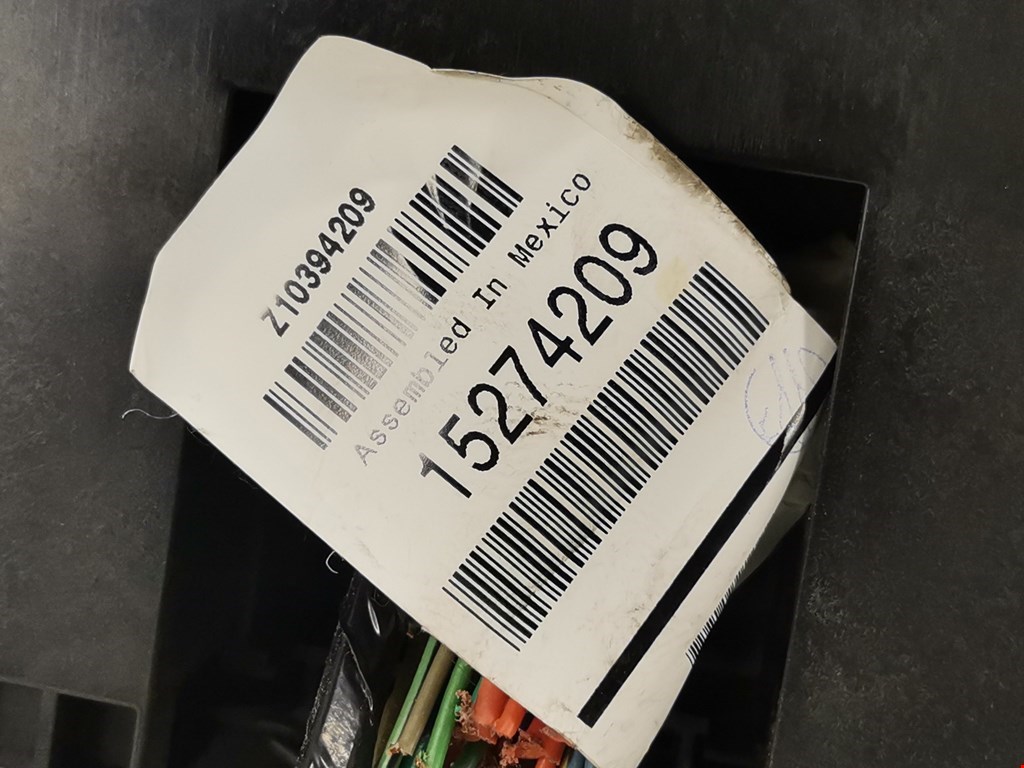 Z10394209
Assembled In Mexico
15274209